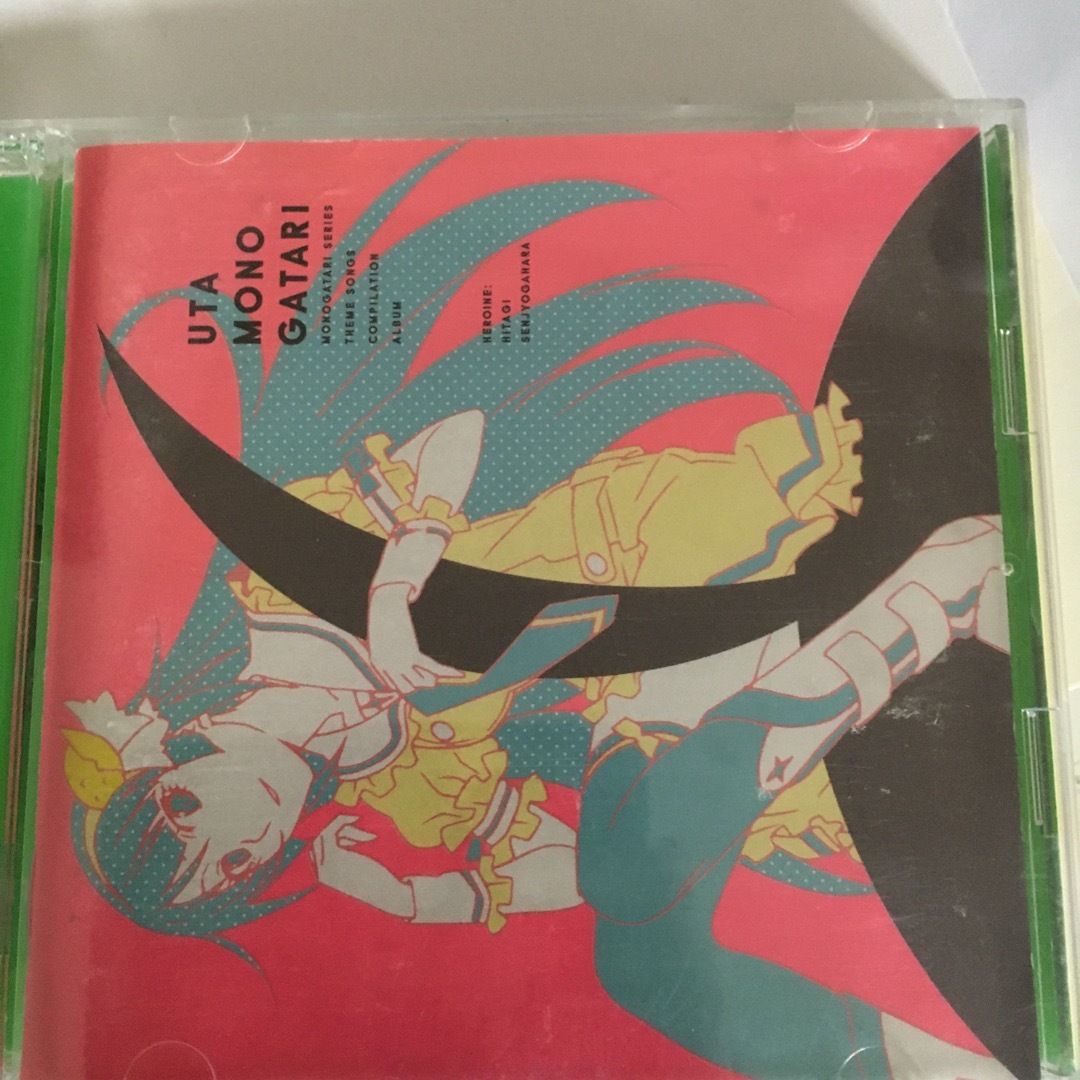 UTA
MONO
GATARI
MONOGATARI SERIES
THEME SONGS
COMPILATION
ALBUM
HEROINE:
HITAGI
SENJYOGAHARA